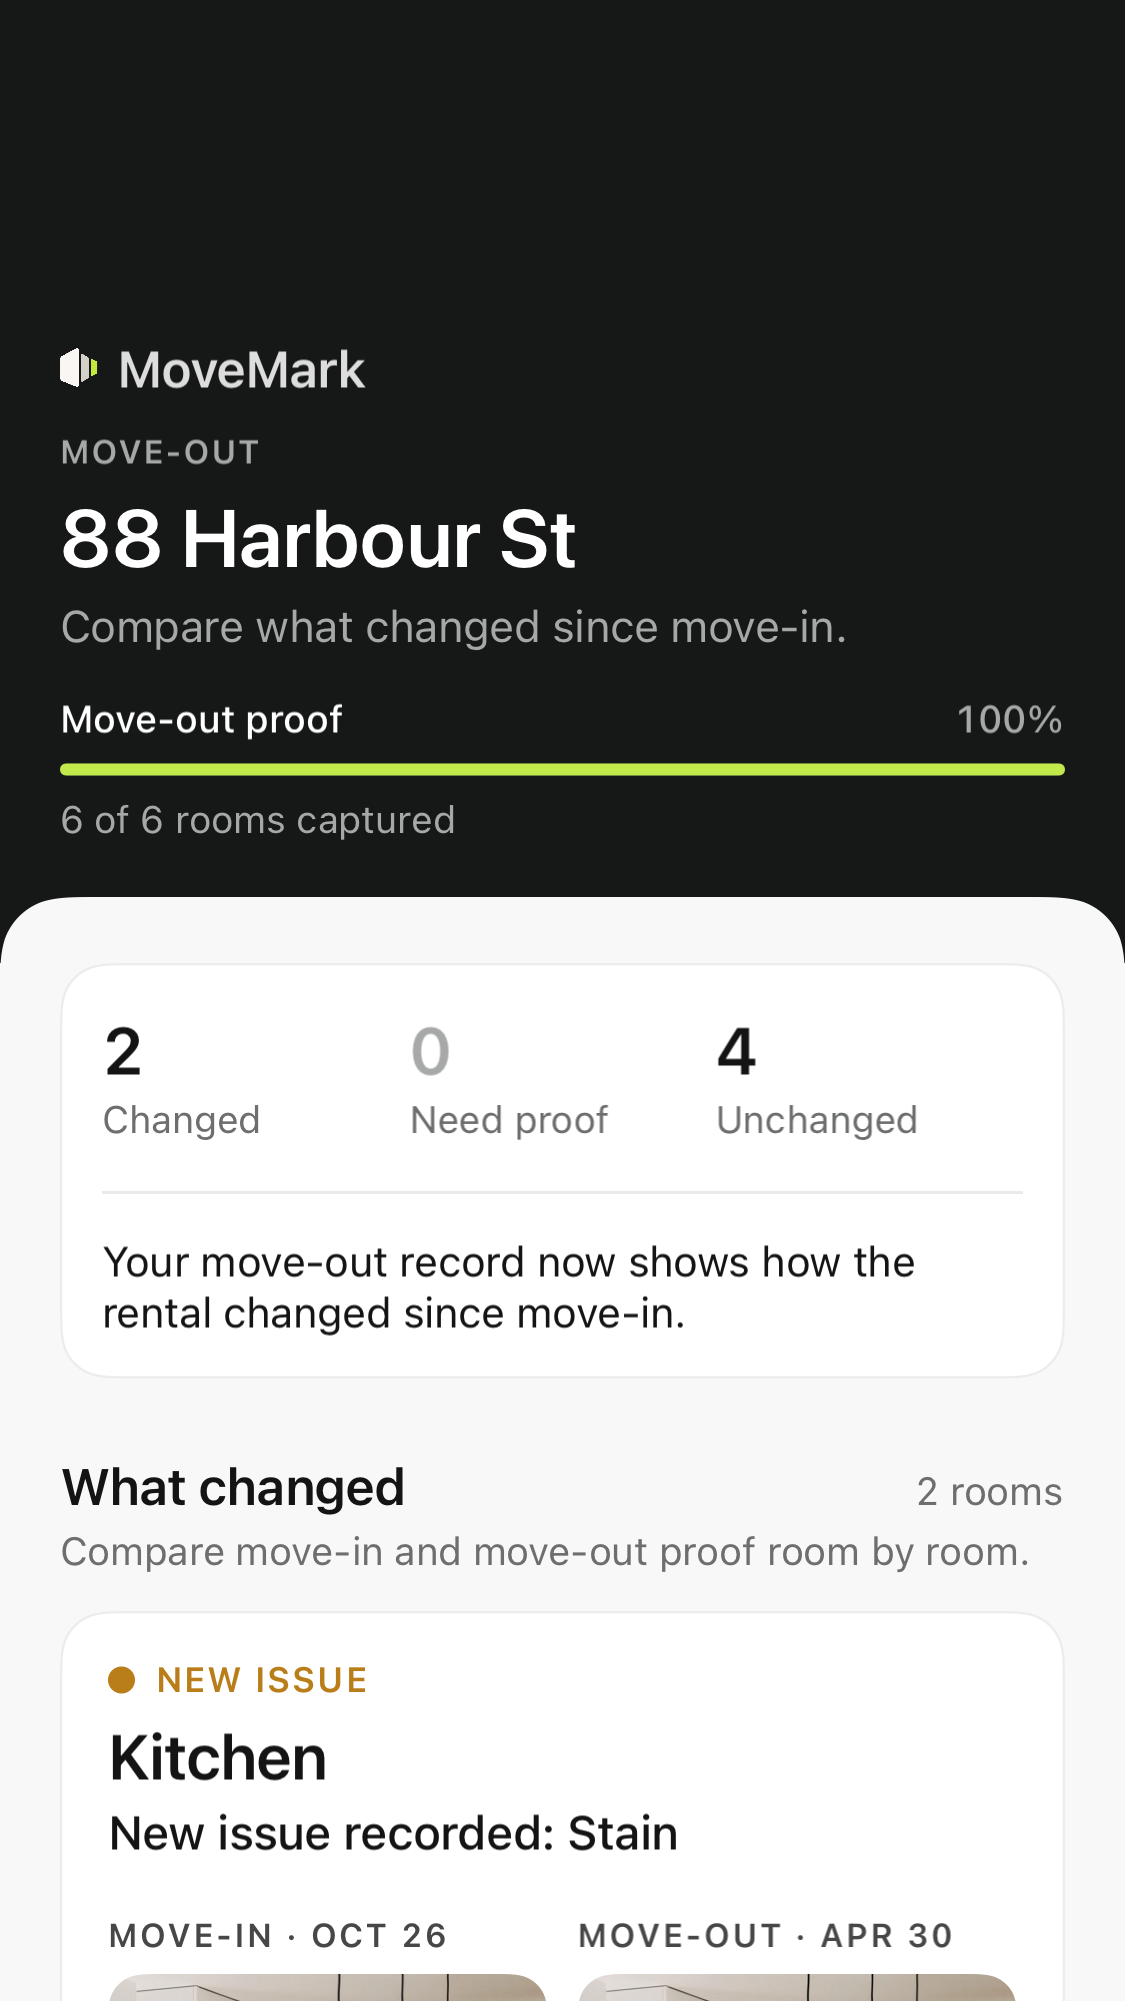 MoveMark
MOVE-OUT
88 Harbour St
Compare what changed since move-in.
Move-out proof 100%
6 of 6 rooms captured
2 0 4
Changed Need proof Unchanged
Your move-out record now shows how the
rental changed since move-in.
What changed 2 rooms
Compare move-in and move-out proof room by room.
NEW ISSUE
Kitchen
New issue recorded: Stain
MOVE-IN · OCT 26 MOVE-OUT · APR 30